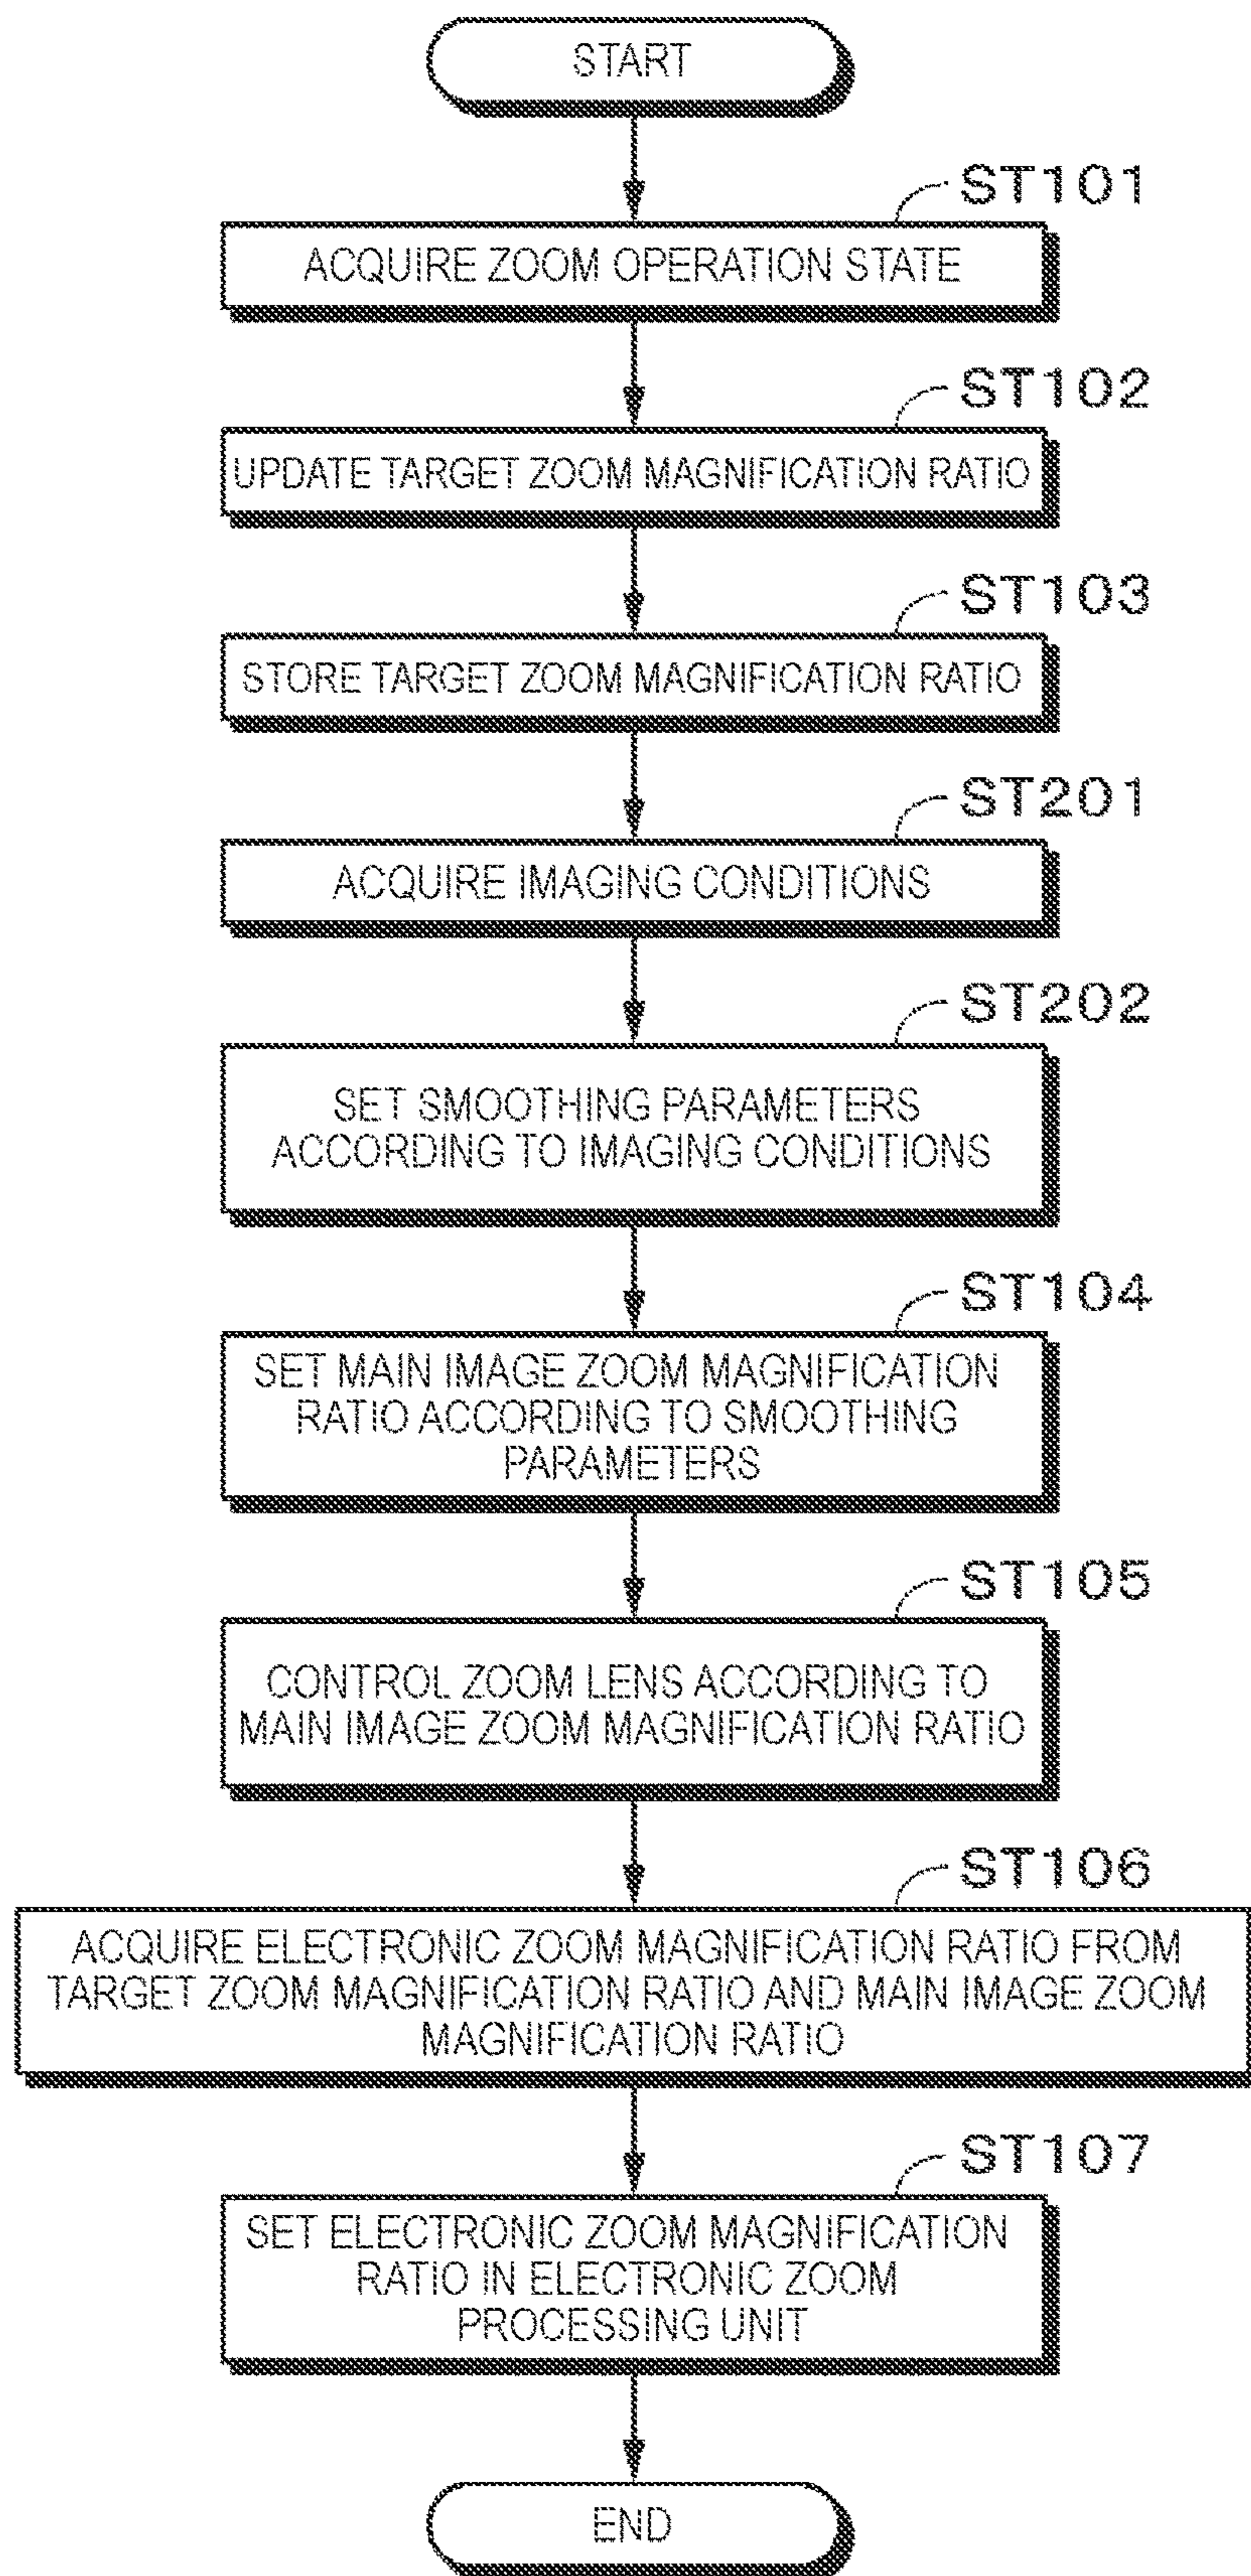 START
ST101
ACQUIRE ZOOM OPERATION STATE
ST102
UPDATE TARGET ZOOM MAGNIFICATION RATIO
ST103
STORE TARGET ZOOM MAGNIFICATION RATIO
ST201
ACQUIRE IMAGING CONDITIONS
ST202
SET SMOOTHING PARAMETERS
ACCORDING TO IMAGING CONDITIONS
ST104
SET MAIN IMAGE ZOOM MAGNIFICATION
RATIO ACCORDING TO SMOOTHING
PARAMETERS
ST105
CONTROL ZOOM LENS ACCORDING TO
MAIN IMAGE ZOOM MAGNIFICATION RATIO
ST106
ACQUIRE ELECTRONIC ZOOM MAGNIFICATION RATIO FROM
TARGET ZOOM MAGNIFICATION RATIO AND MAIN IMAGE ZOOM
MAGNIFICATION RATIO
ST107
SET ELECTRONIC ZOOM MAGNIFICATION
RATIO IN ELECTRONIC ZOOM
PROCESSING UNIT
END